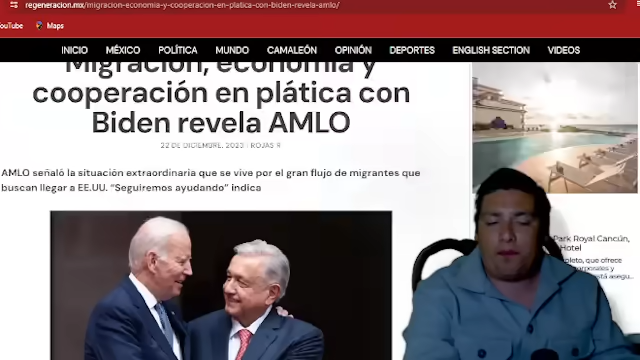 regeneracion.mx/migracion-economia-y-cooperacion-en-platica-con-biden-revela-amlo/
YouTube
Maps
INICIO MÉXICO POLÍTICA MUNDO CAMALEÓN OPINIÓN DEPORTES ENGLISH SECTION VIDEOS
Migración, economía y
cooperación en plática con
Biden revela AMLO
22 DE DICIEMBRE, 2023 | ROJAS R
AMLO señaló la situación extraordinaria que se vive por el gran flujo de migrantes que
buscan llegar a EE.UU. “Seguiremos ayudando” indica
Park Royal Cancún,
Hotel
que ofrece